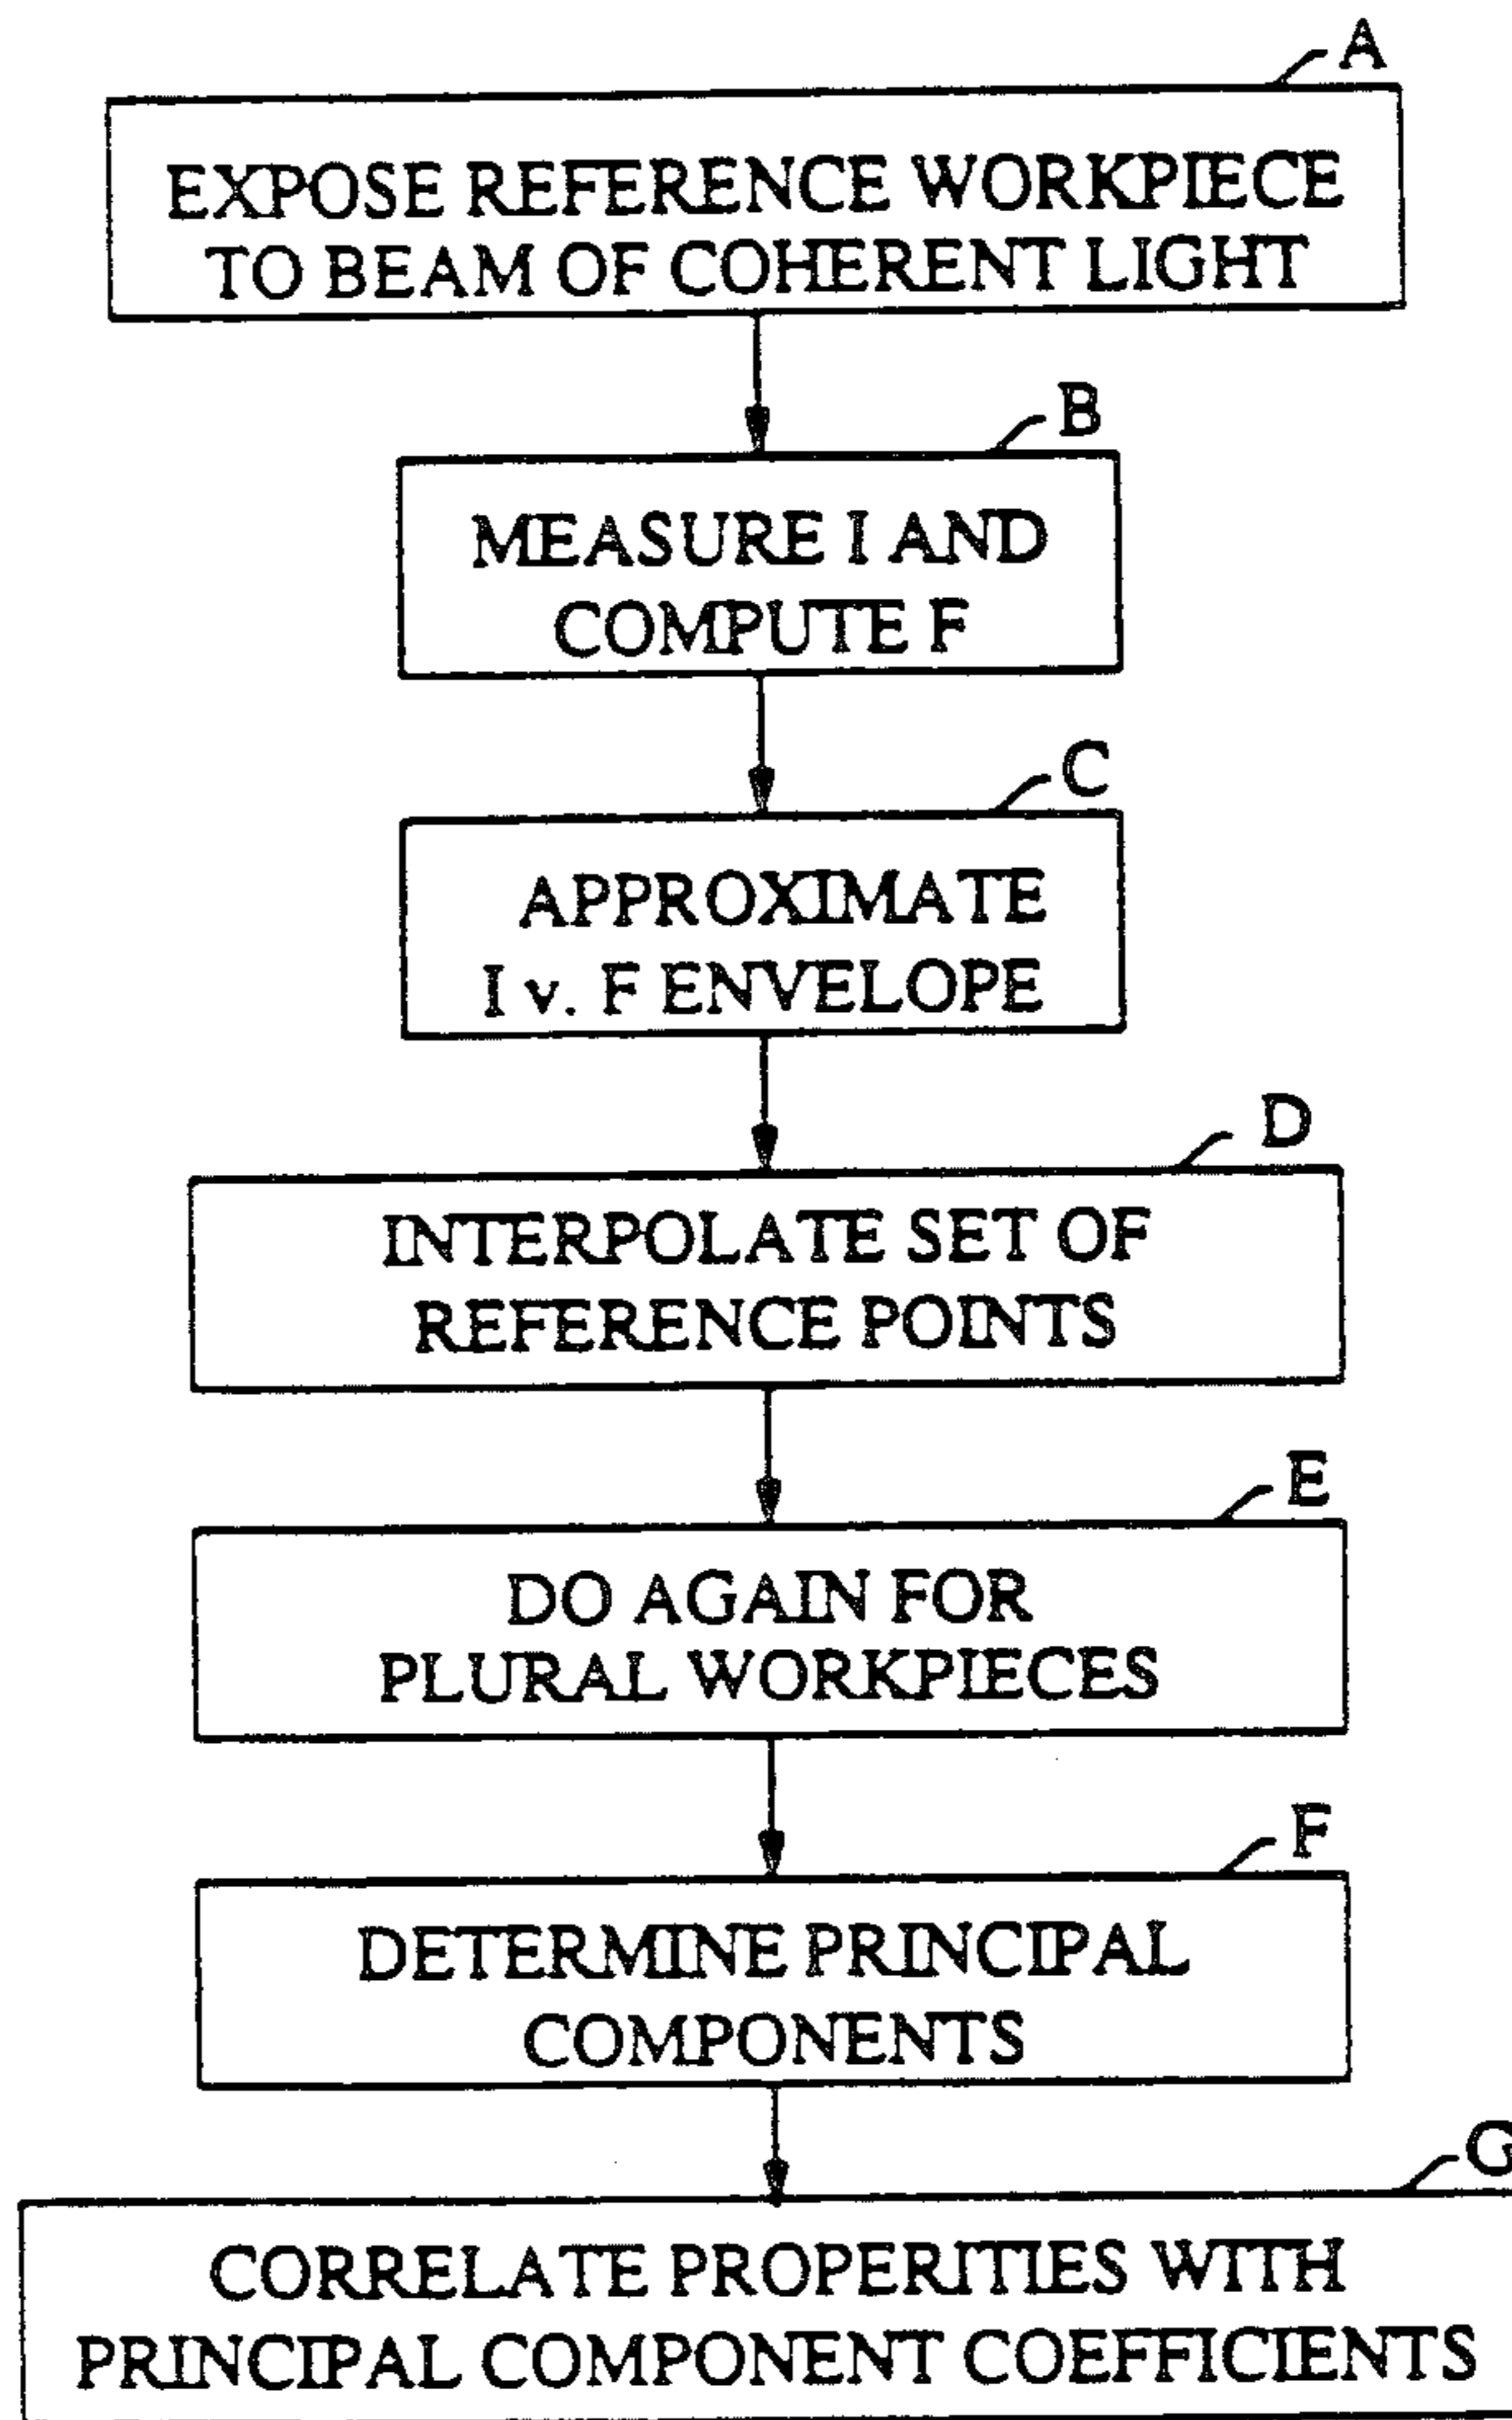 A
EXPOSE REFERENCE WORKPIECE
TO BEAM OF COHERENT LIGHT
B
MEASURE I AND
COMPUTE F
C
APPROXIMATE
I v. F ENVELOPE
D
INTERPOLATE SET OF
REFERENCE POINTS
E
DO AGAIN FOR
PLURAL WORKPIECES
F
DETERMINE PRINCIPAL
COMPONENTS
G
CORRELATE PROPERITIES WITH
PRINCIPAL COMPONENT COEFFICIENTS